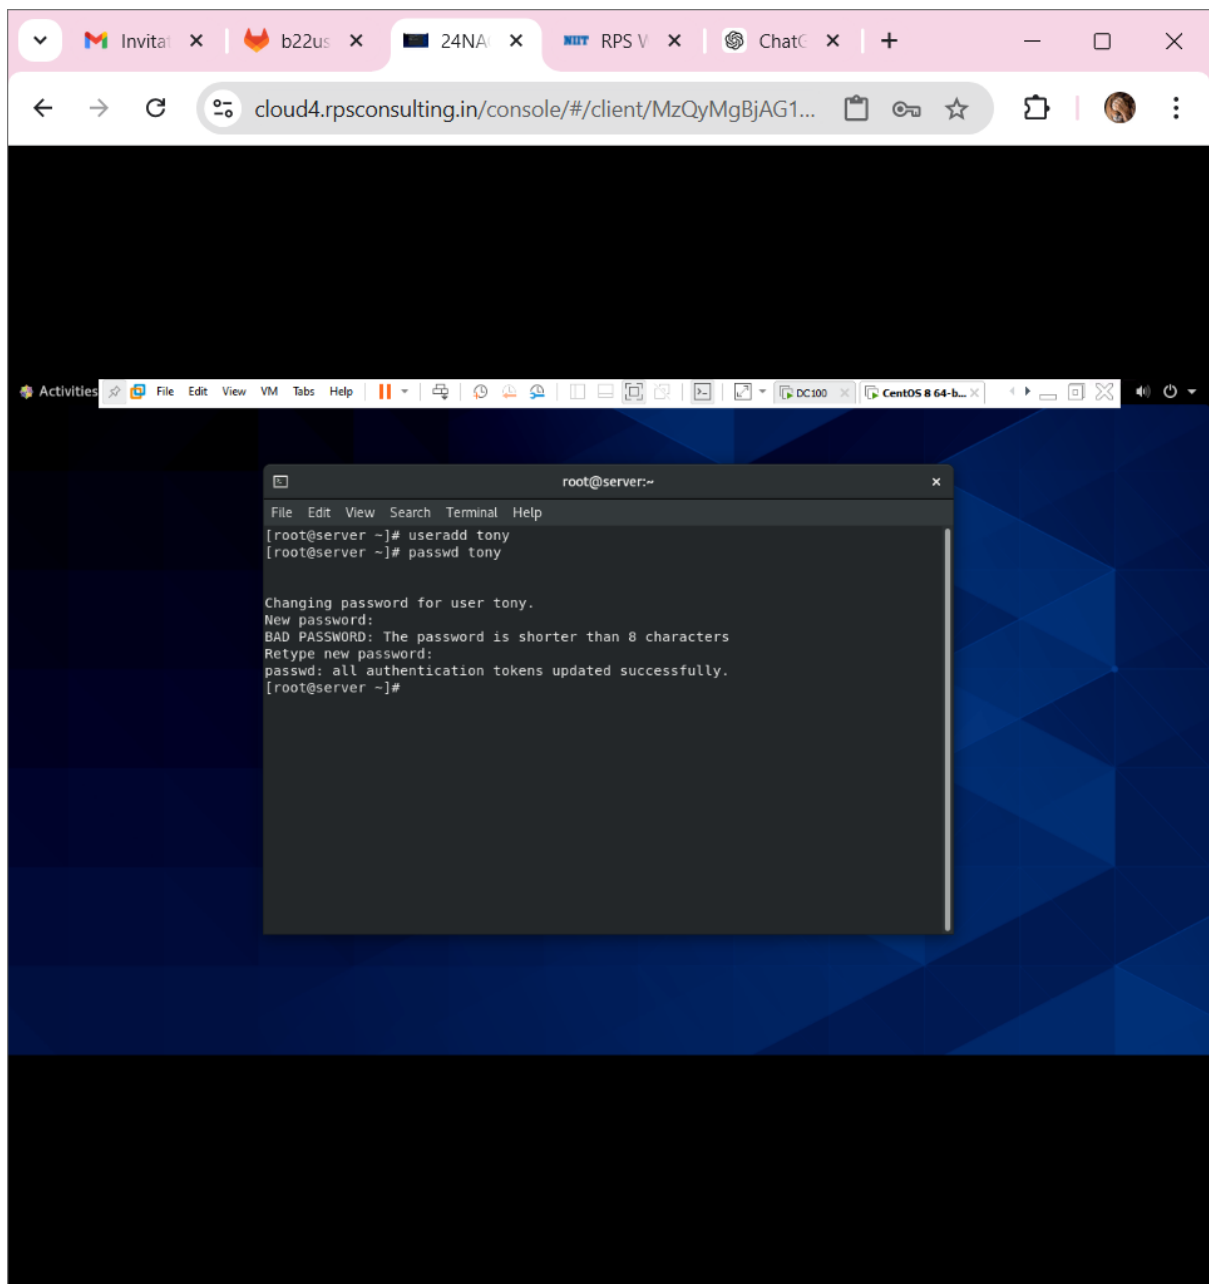 Invitat
b22us
24NA
NIIT RPS W
ChatG
cloud4.rpsconsulting.in/console/#/client/MzQyMgBjAG1...
Activities File Edit View VM Tabs Help DC100 CentOS 8 64-b...
root@server:~
File Edit View Search Terminal Help
[root@server ~]# useradd tony
[root@server ~]# passwd tony
Changing password for user tony.
New password:
BAD PASSWORD: The password is shorter than 8 characters
Retype new password:
passwd: all authentication tokens updated successfully.
[root@server ~]#